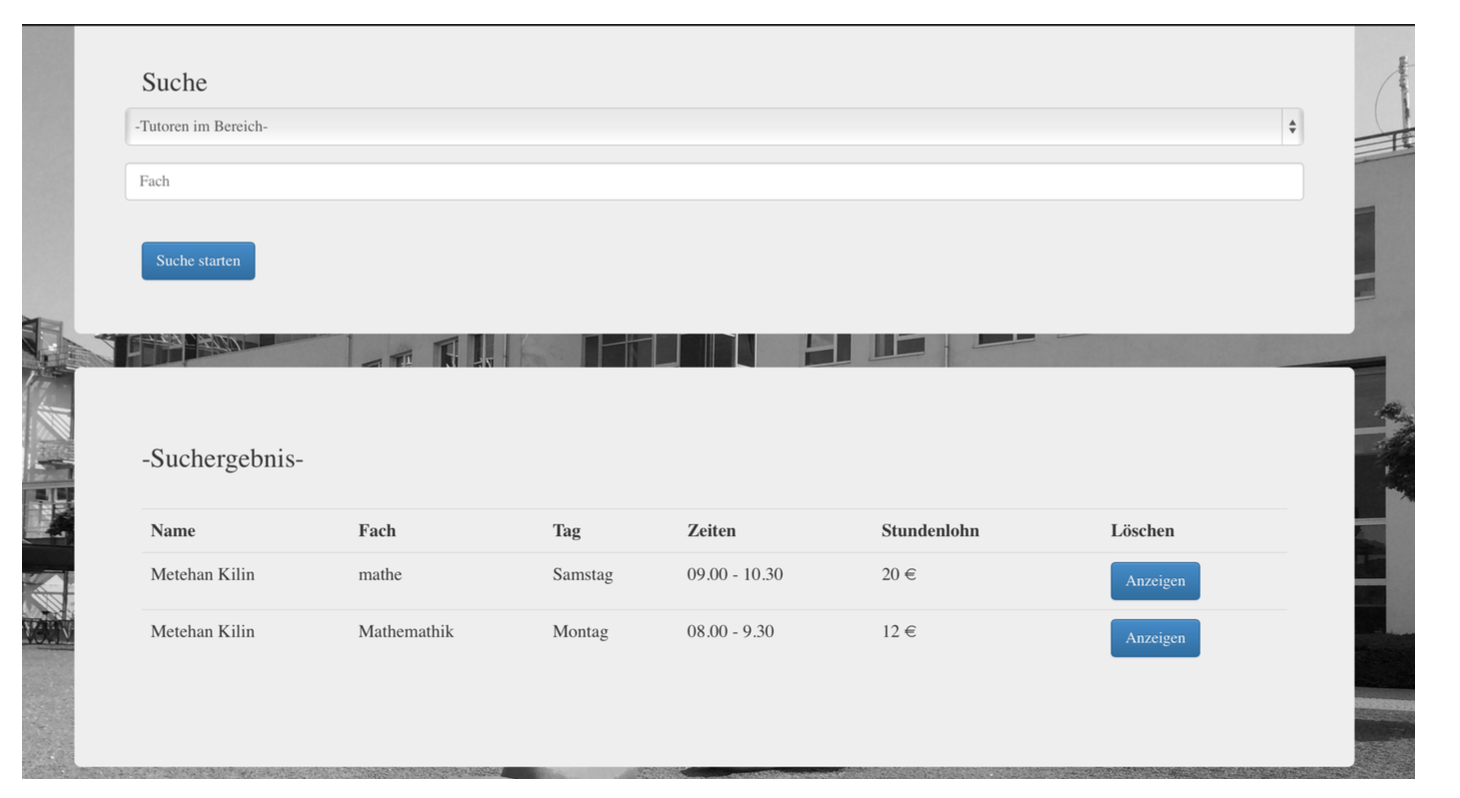 Suche
-Tutoren im Bereich-
Fach
Suche starten
-Suchergebnis-
Name Fach Tag Zeiten Stundenlohn Löschen
Metehan Kilin mathe Samstag 09.00 - 10.30 20 € Anzeigen
Metehan Kilin Mathemathik Montag 08.00 - 9.30 12 € Anzeigen